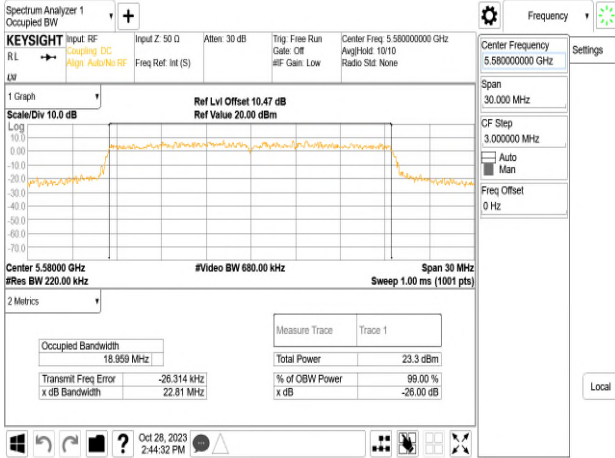 Spectrum Analyzer 1
Occupied BW
Frequency
KEYSIGHT
RL
Input: RF
Coupling: DC
Align: Auto/No RF
Input Z: 50 Ω
Freq Ref: Int (S)
Atten: 30 dB
Trig: Free Run
Gate: Off
#IF Gain: Low
Center Freq: 5.580000000 GHz
Avg|Hold: 10/10
Radio Std: None
Center Frequency
5.580000000 GHz
Settings
Span
30.000 MHz
CF Step
3.000000 MHz
Auto
Man
Freq Offset
0 Hz
Local
1 Graph
Scale/Div 10.0 dB
Ref Lvl Offset 10.47 dB
Ref Value 20.00 dBm
Log
10.0
0.00
-10.0
-20.0
-30.0
-40.0
-50.0
-60.0
-70.0
Center 5.58000 GHz
#Res BW 220.00 kHz
#Video BW 680.00 kHz
Span 30 MHz
Sweep 1.00 ms (1001 pts)
2 Metrics
Measure Trace
Trace 1
Occupied Bandwidth
18.959 MHz
Total Power
23.3 dBm
Transmit Freq Error
-26.314 kHz
% of OBW Power
99.00 %
x dB Bandwidth
22.81 MHz
x dB
-26.00 dB
Oct 28, 2023
2:44:32 PM